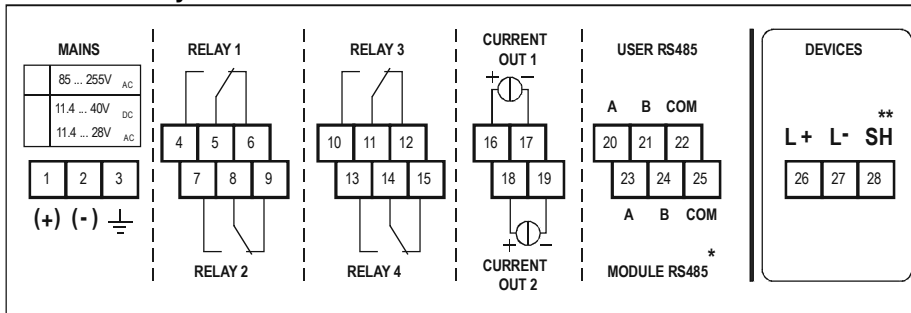 MAINS
85 ... 255V AC
11.4 ... 40V DC
11.4 ... 28V AC
1 2 3
(+) (-)
RELAY 1
4 5 6
7 8 9
RELAY 2
RELAY 3
10 11 12
13 14 15
RELAY 4
CURRENT
OUT 1
+ -
16 17
18 19
+ -
CURRENT
OUT 2
USER RS485
A B COM
20 21 22
23 24 25
A B COM
*
MODULE RS485
DEVICES
**
L+ L- SH
26 27 28